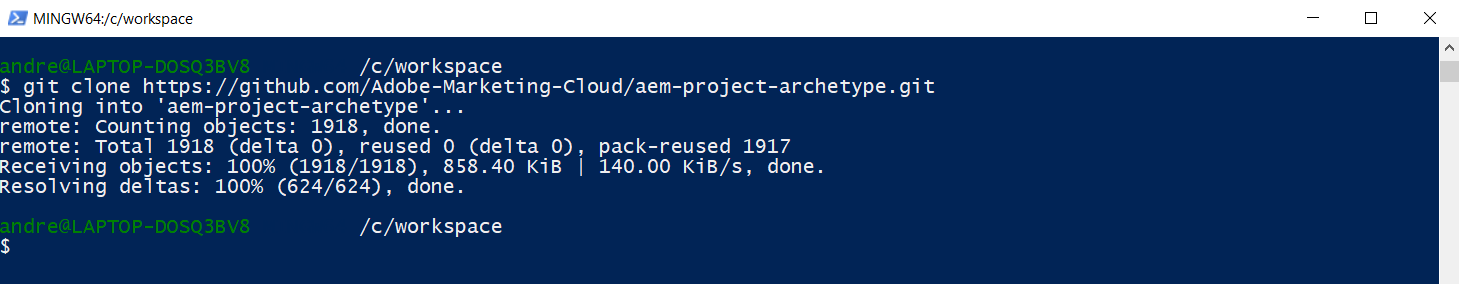 MINGW64:/c/workspace
andre@LAPTOP-DOSQ3BV8 /c/workspace
$ git clone https://github.com/Adobe-Marketing-Cloud/aem-project-archetype.git
Cloning into 'aem-project-archetype'...
remote: Counting objects: 1918, done.
remote: Total 1918 (delta 0), reused 0 (delta 0), pack-reused 1917
Receiving objects: 100% (1918/1918), 858.40 KiB | 140.00 KiB/s, done.
Resolving deltas: 100% (624/624), done.
andre@LAPTOP-DOSQ3BV8 /c/workspace
$